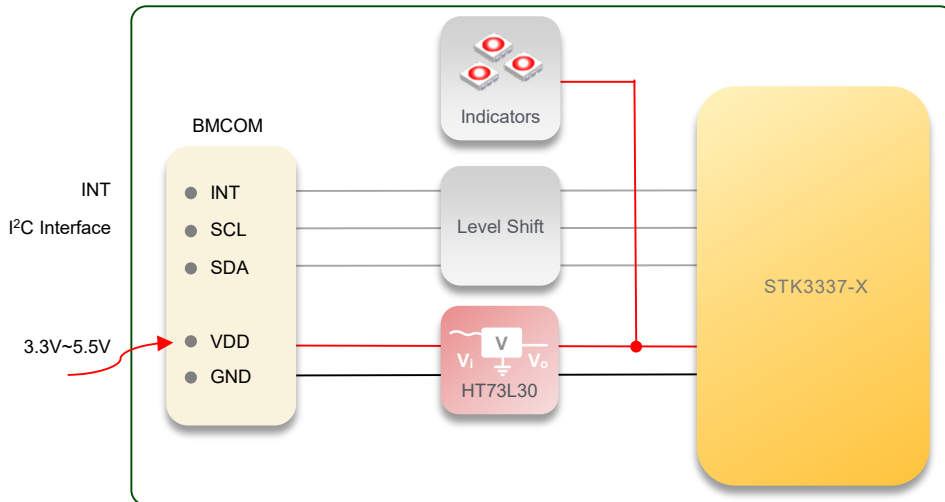 Indicators
BMCOM
INT
I²C Interface
3.3V~5.5V
INT
SCL
SDA
VDD
GND
Level Shift
V
Vi
Vo
HT73L30
STK3337-X